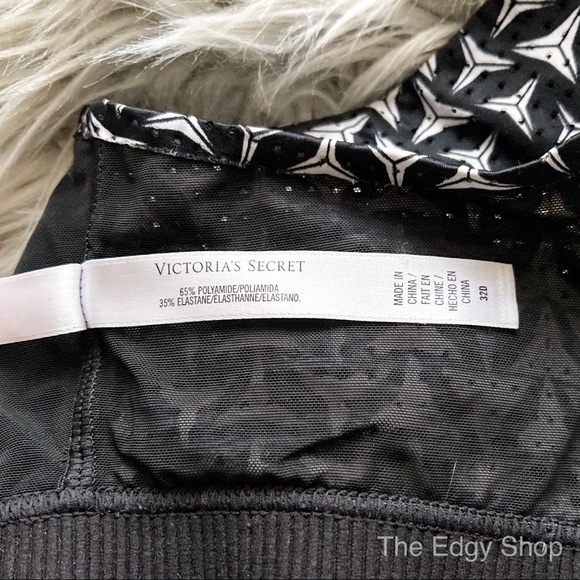 VICTORIA'S SECRET
65% POLYAMIDE/POLIAMIDA
35% ELASTANE/ELASTHANNE/ELASTANO.
MADE IN
CHINA/
FAIT EN
CHINE/
HECHO EN
CHINA
32D
The Edgy Shop